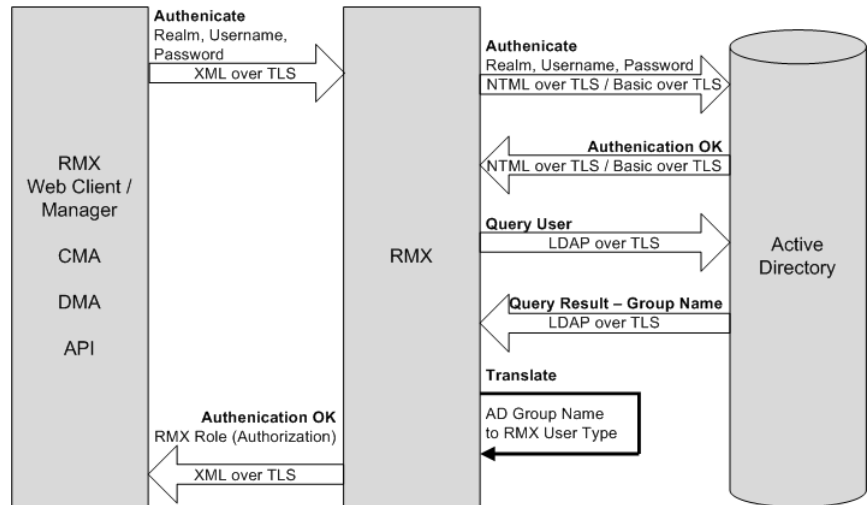 Authenicate
Realm, Username,
Password
XML over TLS
Authenicate
Realm, Username, Password
NTML over TLS / Basic over TLS
Authenication OK
NTML over TLS / Basic over TLS
RMX
Web Client /
Manager
CMA
DMA
API
RMX
Query User
LDAP over TLS
Active
Directory
Query Result – Group Name
LDAP over TLS
Translate
AD Group Name
to RMX User Type
Authenication OK
RMX Role (Authorization)
XML over TLS